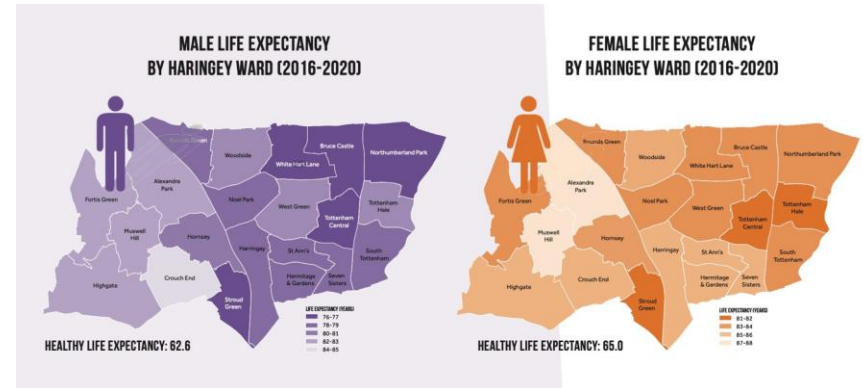 MALE LIFE EXPECTANCY
BY HARINGEY WARD (2016-2020)
Bounds Green
Woodside
White Hart Lane
Bruce Castle
Northumberland Park
Alexandra
Park
Fortis Green
Noel Park
West Green
Tottenham
Central
Tottenham
Hale
Muswell
Hill
Hornsey
Harringay
St Ann's
South
Tottenham
Highgate
Crouch End
Hermitage
& Gardens
Seven
Sisters
Stroud
Green
LIFE EXPECTANCY (YEARS)
76-77
78-79
80-81
82-83
84-85
HEALTHY LIFE EXPECTANCY: 62.6
FEMALE LIFE EXPECTANCY
BY HARINGEY WARD (2016-2020)
Bounds Green
Woodside
White Hart Lane
Bruce Castle
Northumberland Park
Alexandra
Park
Fortis Green
Noel Park
West Green
Tottenham
Central
Tottenham
Hale
Muswell
Hill
Hornsey
Harringay
St Ann's
South
Tottenham
Highgate
Crouch End
Hermitage
& Gardens
Seven
Sisters
Stroud
Green
LIFE EXPECTANCY (YEARS)
81-82
83-84
85-86
87-88
HEALTHY LIFE EXPECTANCY: 65.0